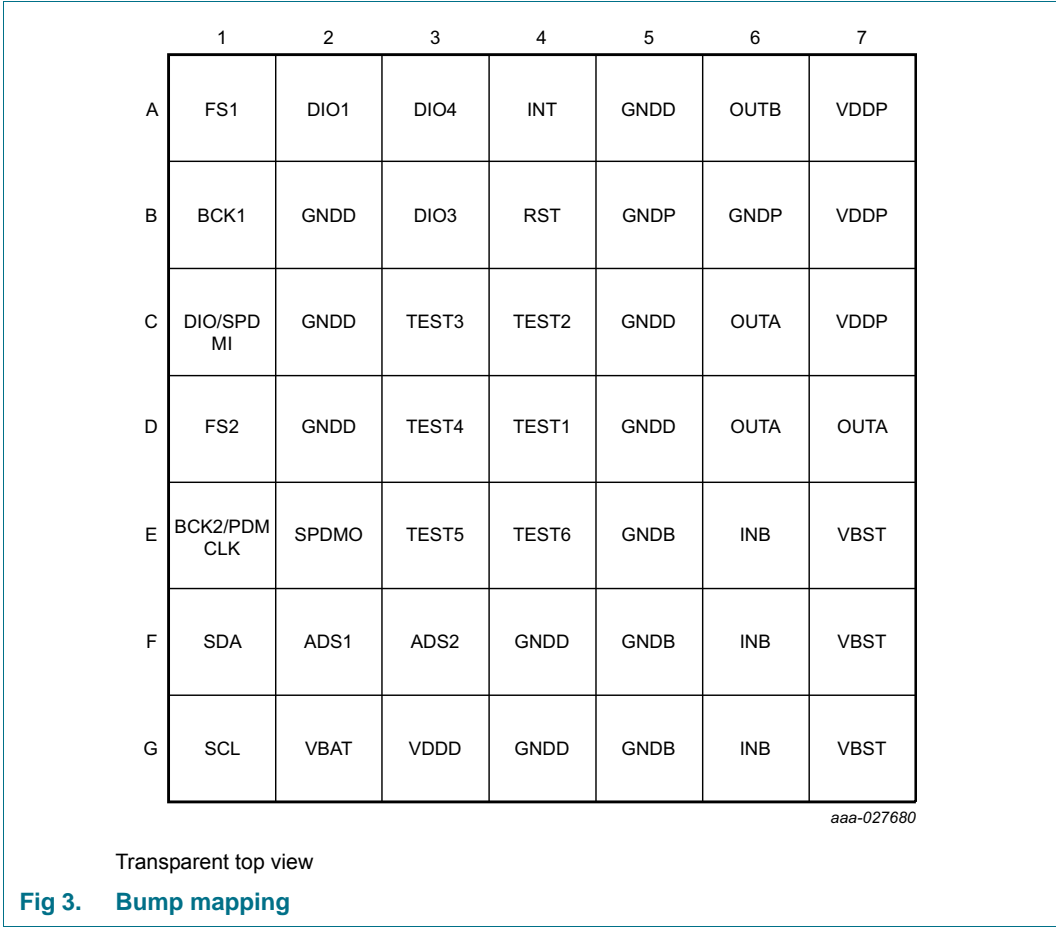 1 2 3 4 5 6 7
A FS1 DIO1 DIO4 INT GNDD OUTB VDDP
B BCK1 GNDD DIO3 RST GNDP GNDP VDDP
C DIO/SPD GNDD TEST3 TEST2 GNDD OUTA VDDP
MI
D FS2 GNDD TEST4 TEST1 GNDD OUTA OUTA
E BCK2/PDM SPDMO TEST5 TEST6 GNDB INB VBST
CLK
F SDA ADS1 ADS2 GNDD GNDB INB VBST
G SCL VBAT VDDD GNDD GNDB INB VBST
aaa-027680
Transparent top view
Fig 3. Bump mapping